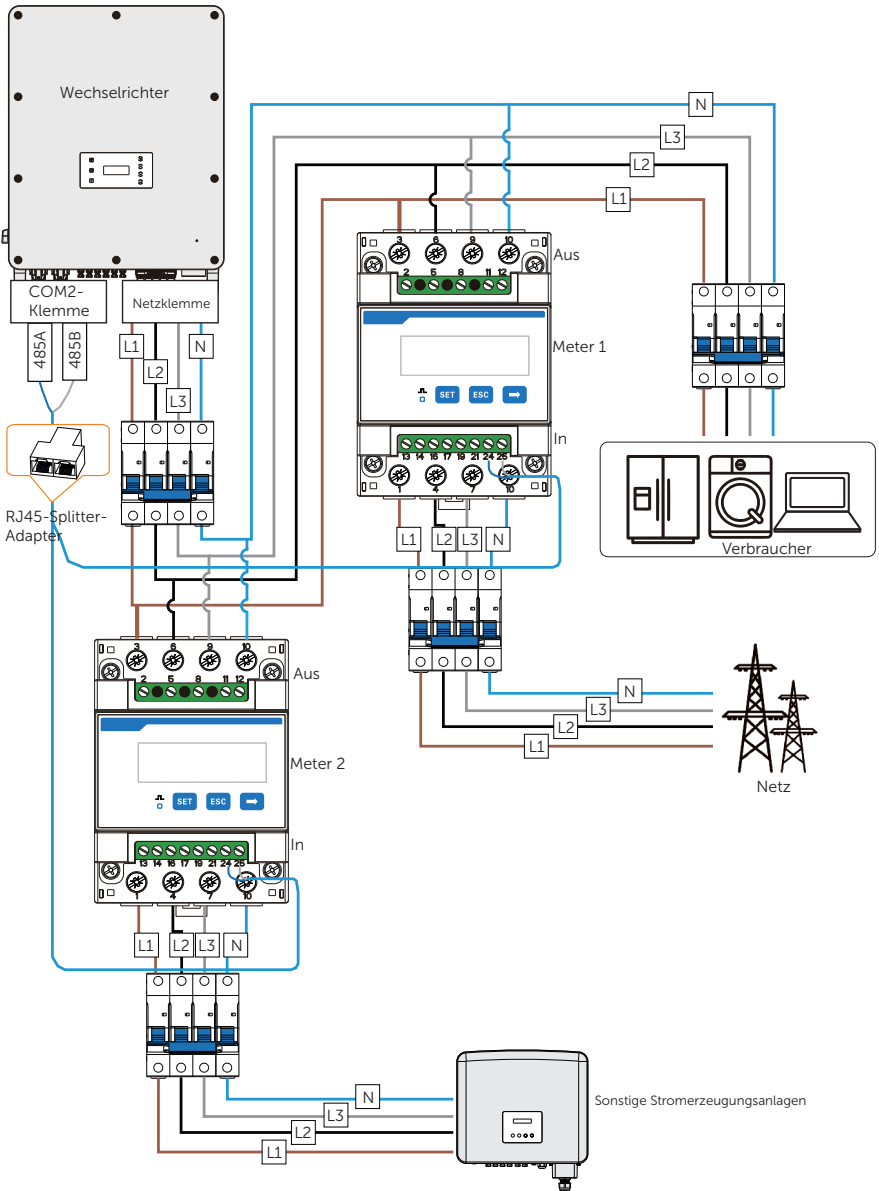 Wechselrichter
COM2-
Klemme
Netzklemme
485A
485B
L1
L2
L3
N
RJ45-Splitter-
Adapter
N
L3
L2
L1
3 6 9 10
Aus
2 5 8 11 12
Meter 1
SET ESC
In
13 14 16 17 19 21 24 25
1 4 7 10
L1 L2 L3 N
Verbraucher
N
L3
L2
L1
Netz
3 6 9 10
Aus
2 5 8 11 12
Meter 2
SET ESC
In
13 14 16 17 19 21 24 25
1 4 7 10
L1 L2 L3 N
N
L3
L2
L1
Sonstige Stromerzeugungsanlagen